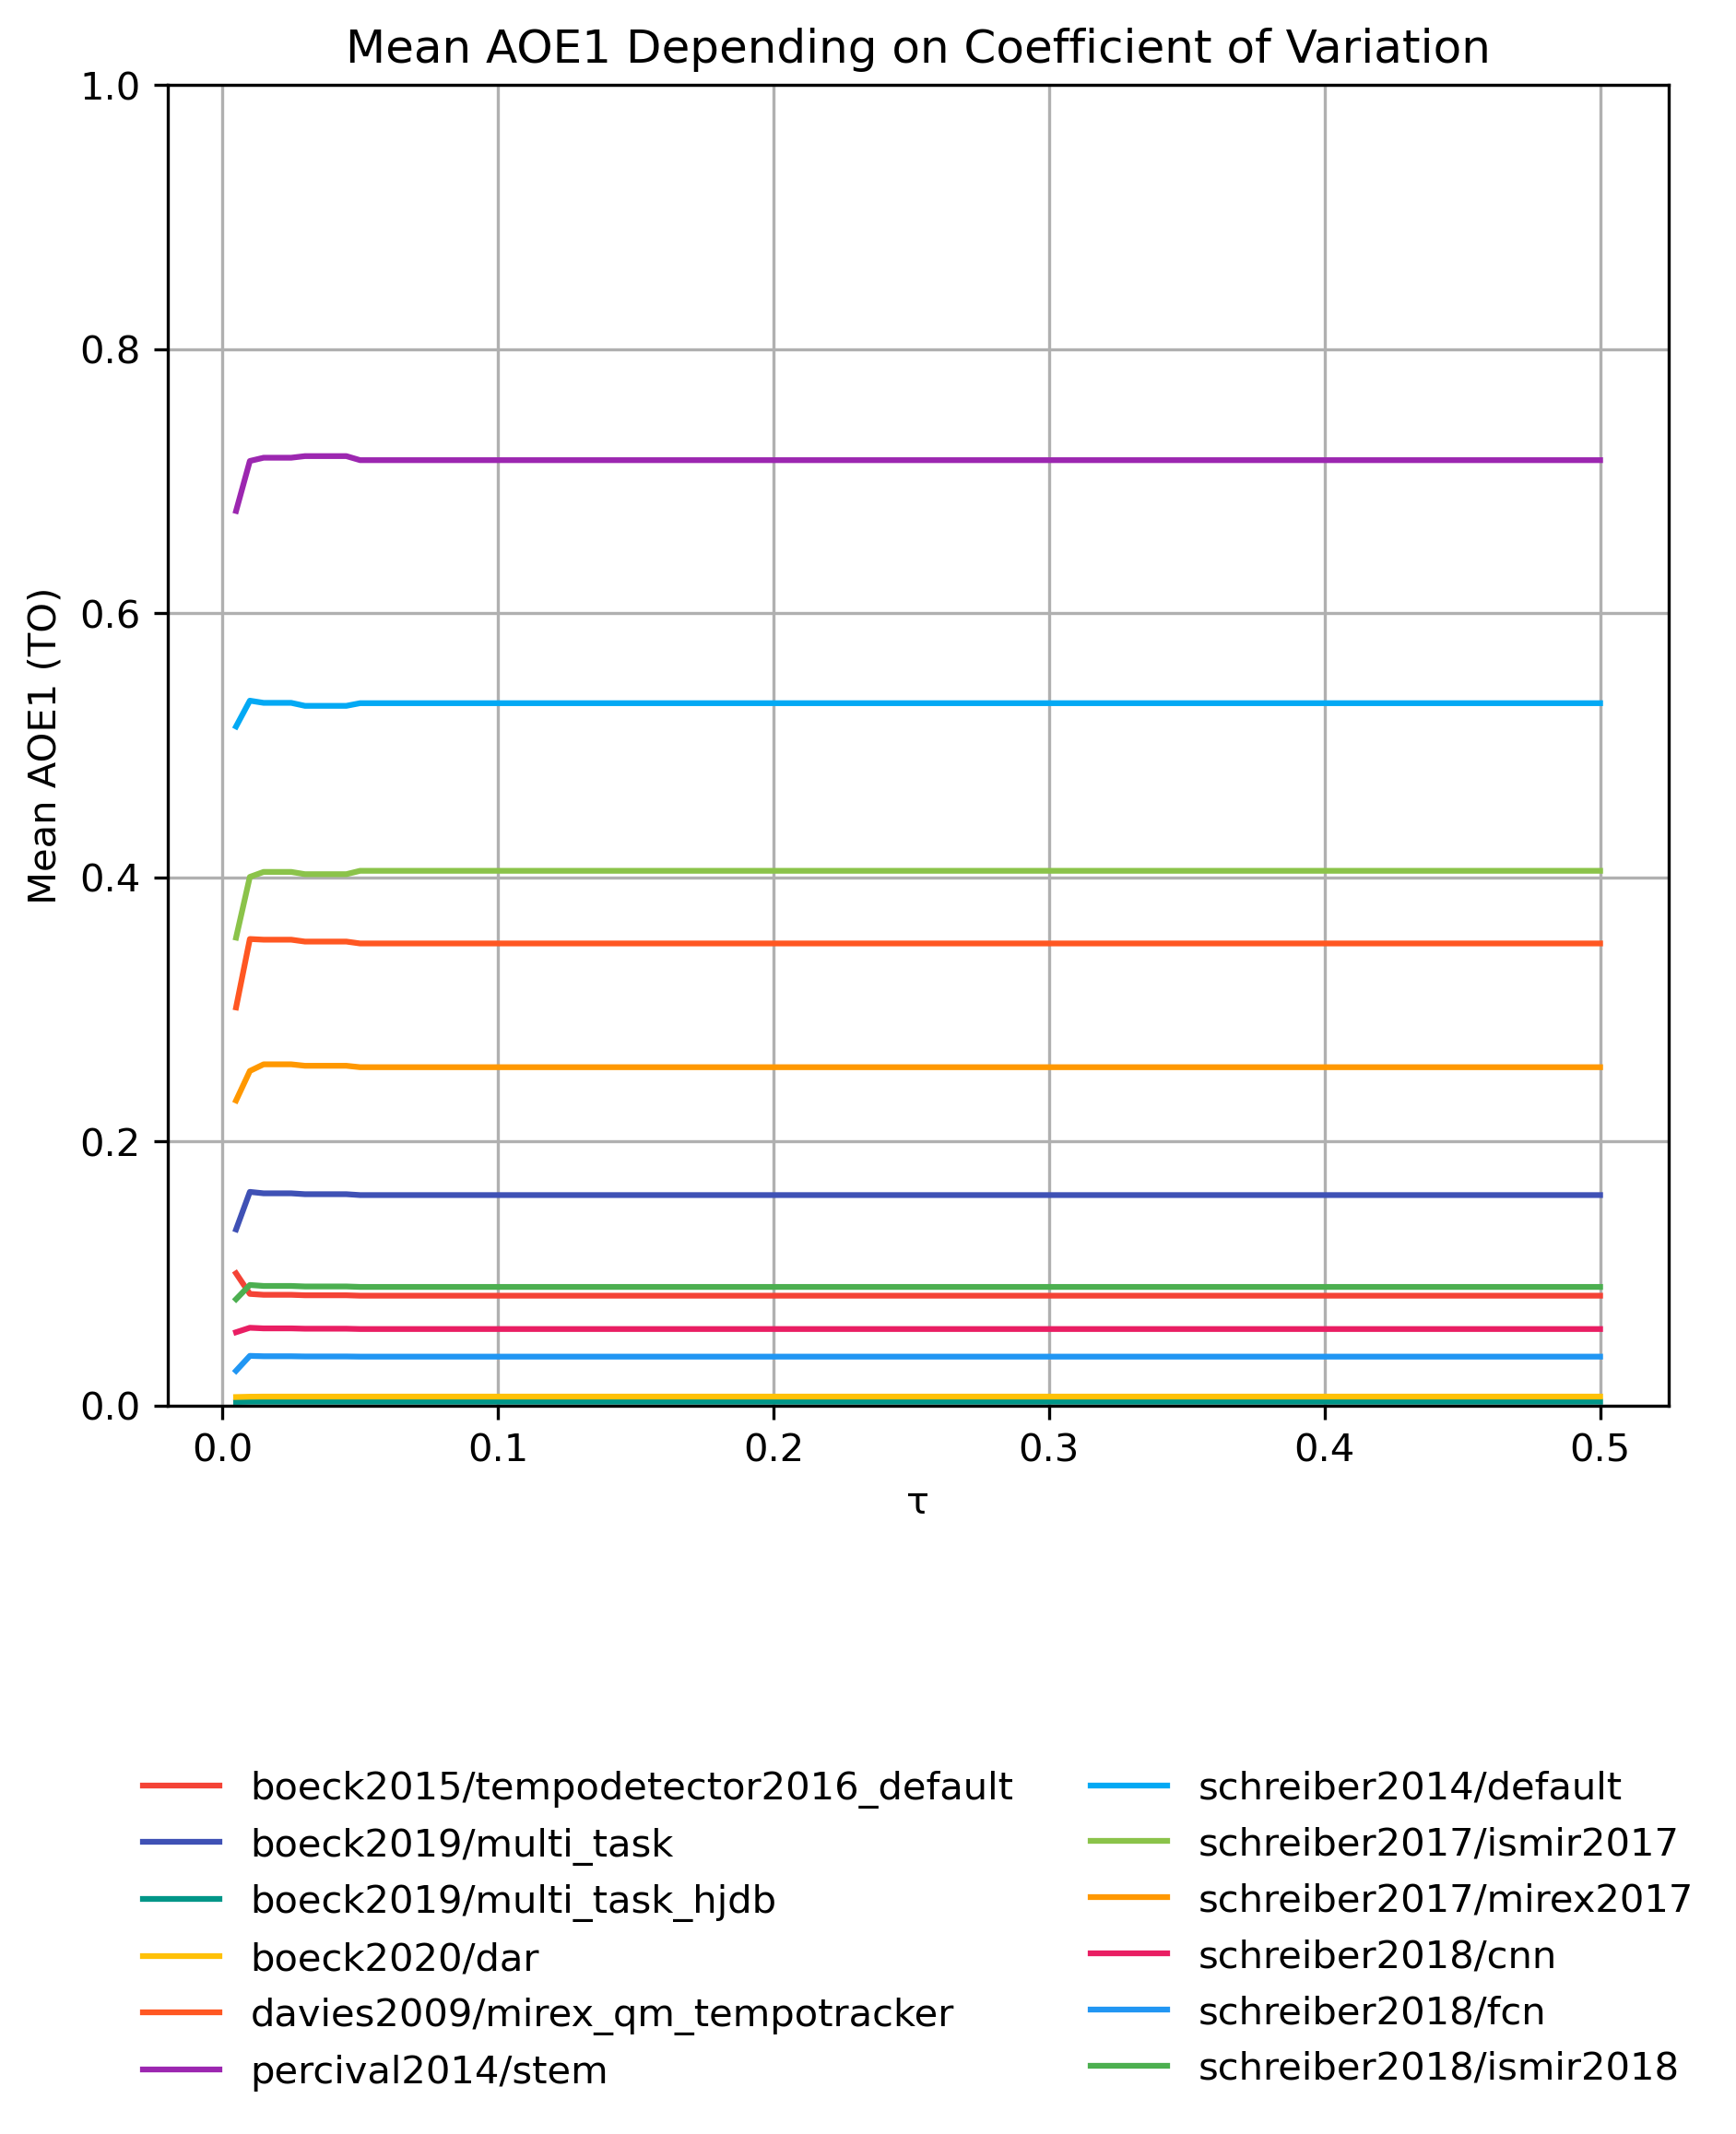 Mean AOE1 Depending on Coefficient of Variation
1.0
0.8
0.6
0.4
0.2
0.0
Mean AOE1 (TO)
0.0 0.1 0.2 0.3 0.4 0.5
τ
boeck2015/tempodetector2016_default
boeck2019/multi_task
boeck2019/multi_task_hjdb
boeck2020/dar
davies2009/mirex_qm_tempotracker
percival2014/stem
schreiber2014/default
schreiber2017/ismir2017
schreiber2017/mirex2017
schreiber2018/cnn
schreiber2018/fcn
schreiber2018/ismir2018